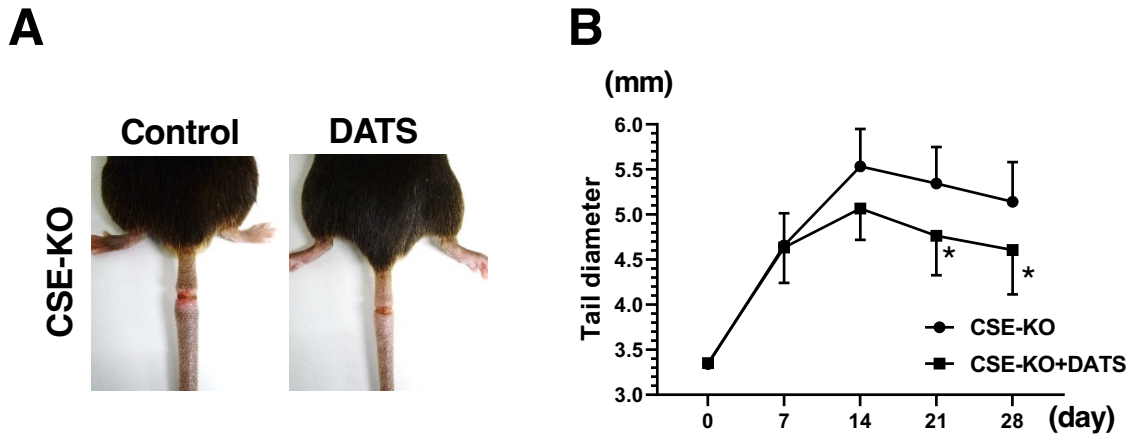 A
Control
DATS
CSE-KO
B
(mm)
Tail diameter
6.0
5.5
5.0
4.5
4.0
3.5
3.0
*
*
CSE-KO
CSE-KO+DATS
0 7 14 21 28 (day)